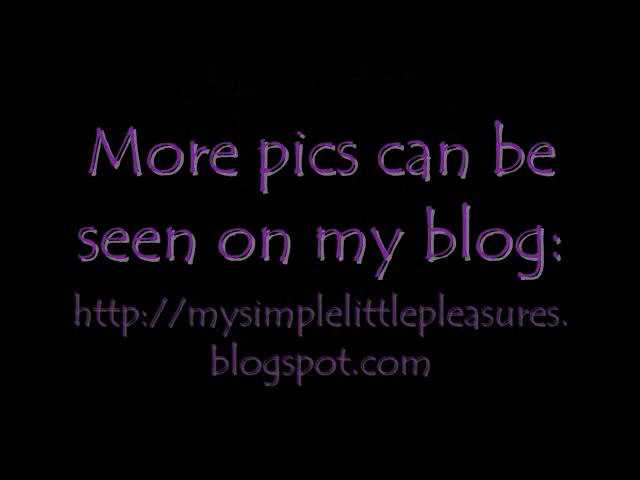 More pics can be
seen on my blog:
http://mysimplelittlepleasures.
blogspot.com